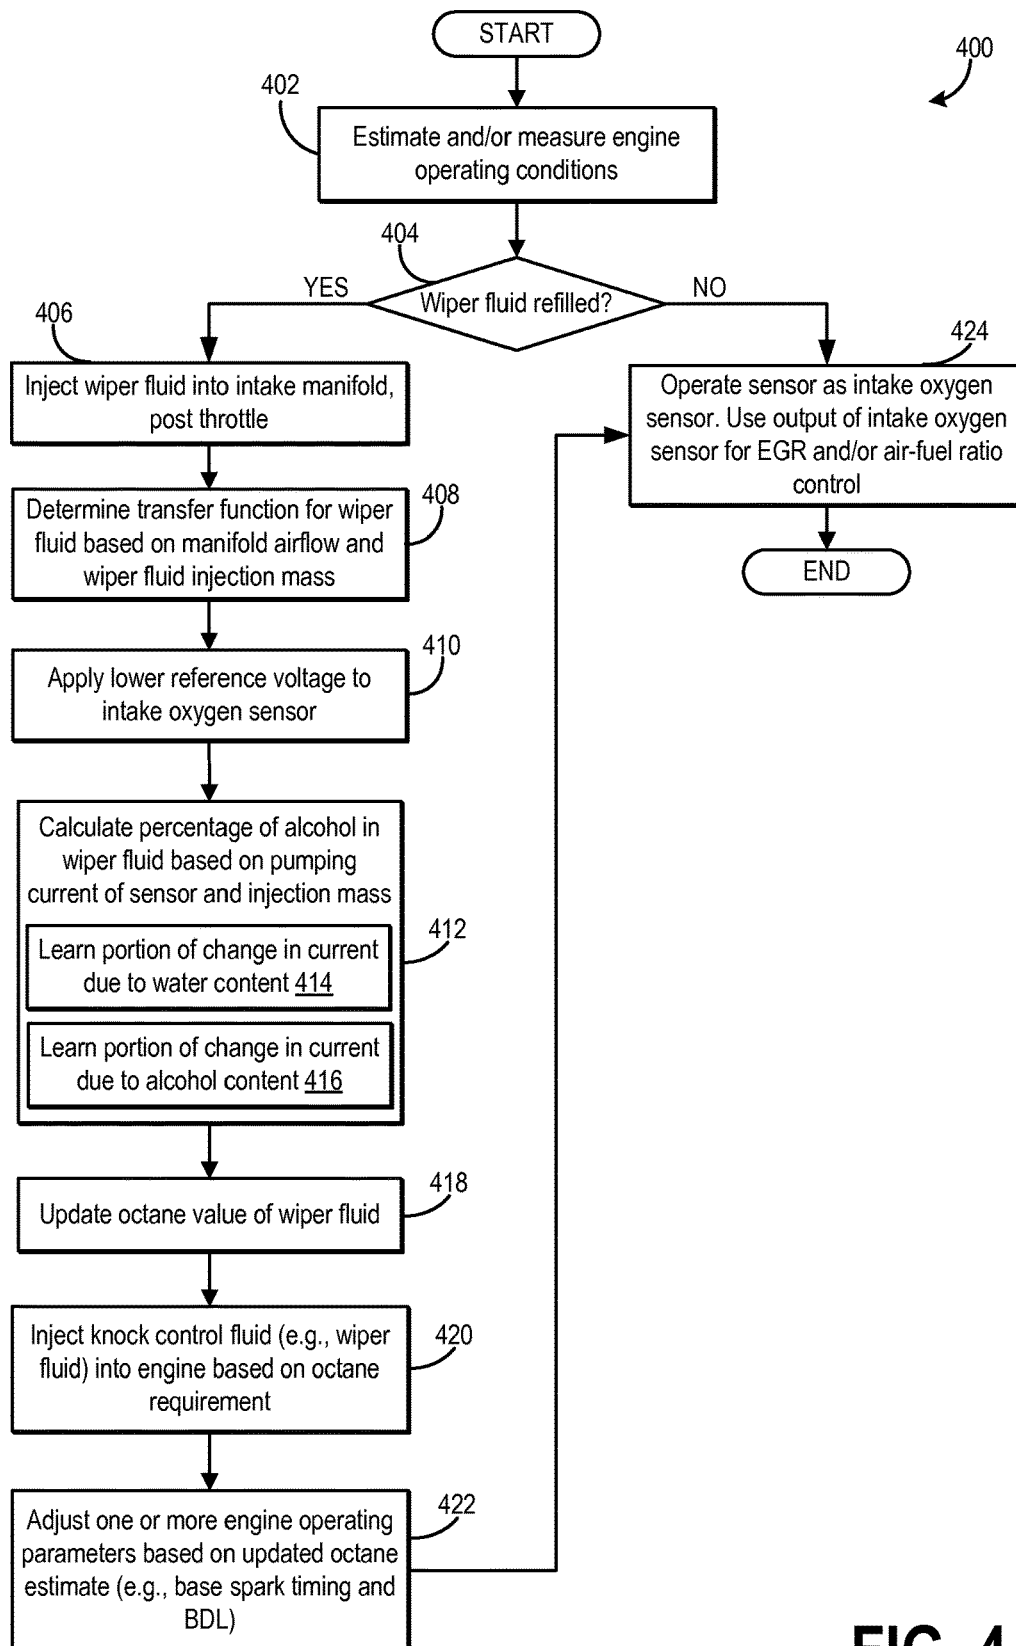 START
400
402
Estimate and/or measure engine
operating conditions
404
YES
Wiper fluid refilled?
NO
406
Inject wiper fluid into intake manifold,
post throttle
424
Operate sensor as intake oxygen
sensor. Use output of intake oxygen
sensor for EGR and/or air-fuel ratio
control
END
408
Determine transfer function for wiper
fluid based on manifold airflow and
wiper fluid injection mass
410
Apply lower reference voltage to
intake oxygen sensor
Calculate percentage of alcohol in
wiper fluid based on pumping
current of sensor and injection mass
412
Learn portion of change in current
due to water content 414
Learn portion of change in current
due to alcohol content 416
418
Update octane value of wiper fluid
420
Inject knock control fluid (e.g., wiper
fluid) into engine based on octane
requirement
422
Adjust one or more engine operating
parameters based on updated octane
estimate (e.g., base spark timing and
BDL)
FIG. 4